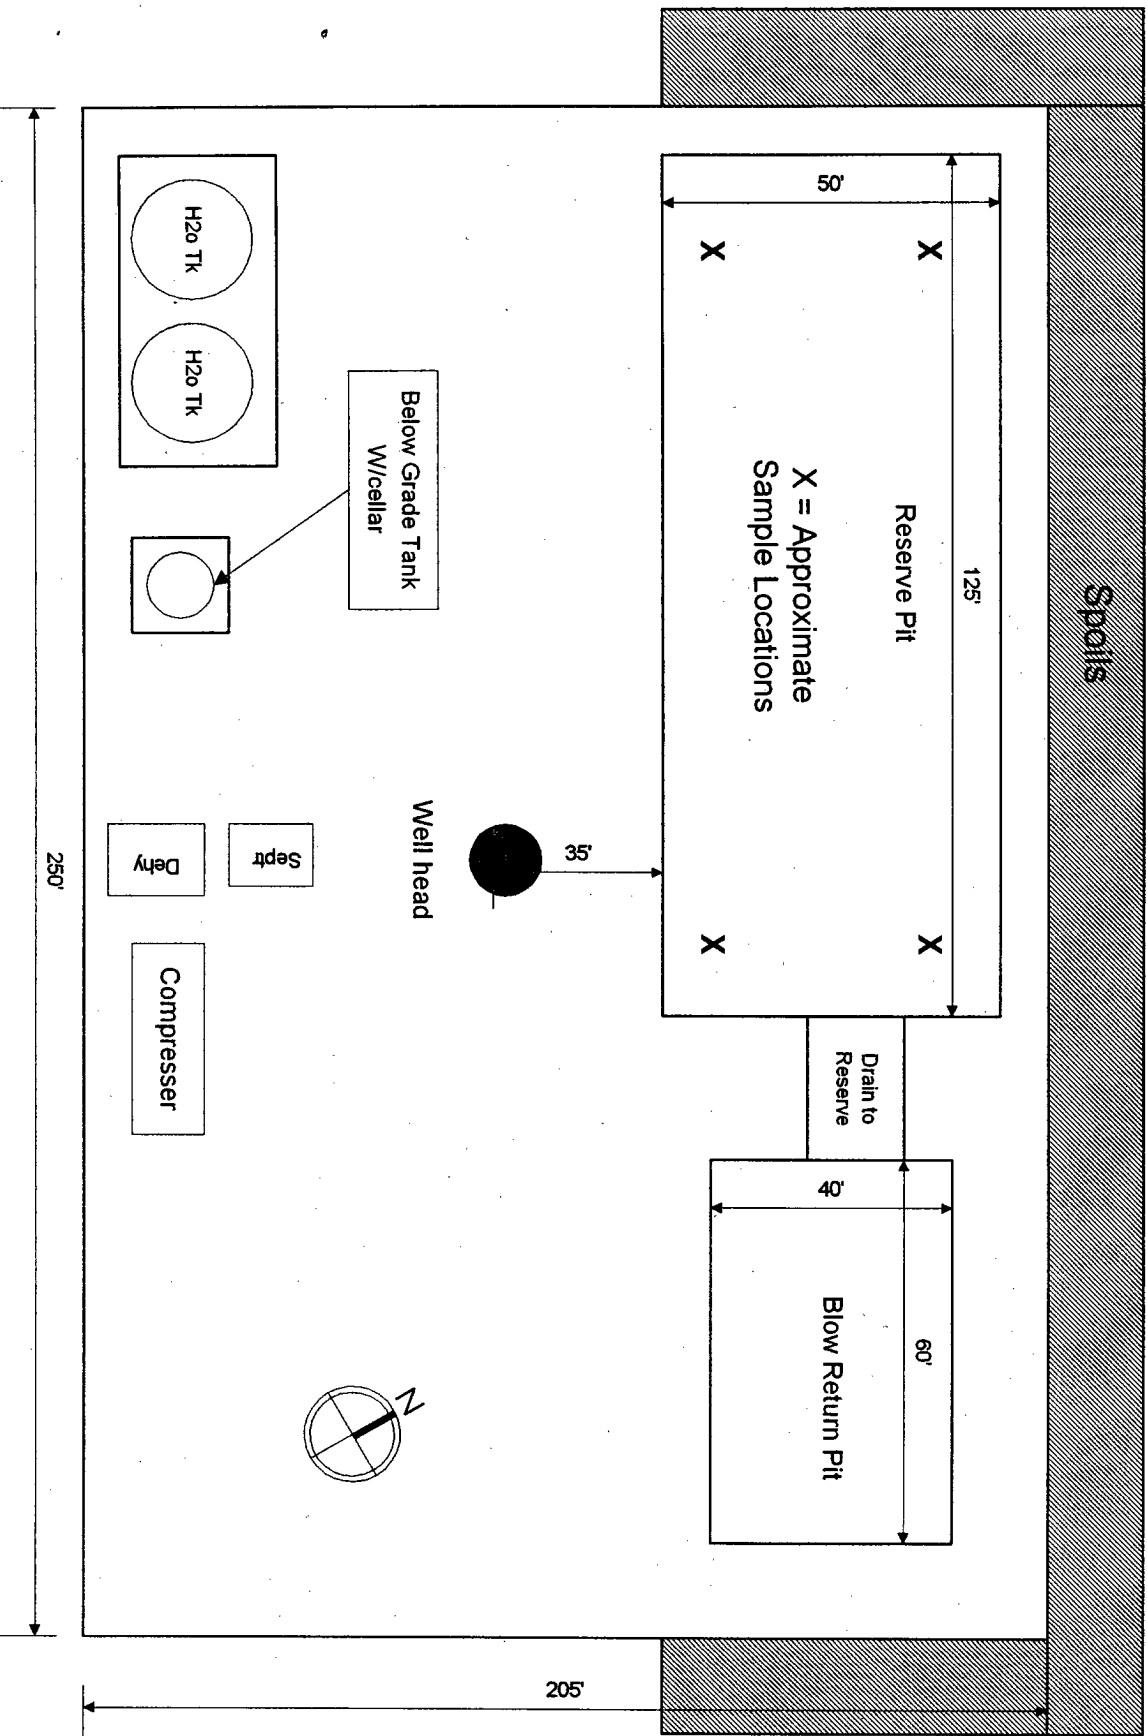 Spoils
125'
50'
Reserve Pit
X = Approximate
Sample Locations
X
X
X
X
Drain to
Reserve
60'
40'
Blow Return Pit
35'
Well head
Below Grade Tank
W/cellar
H2o Tk
H2o Tk
Septr
Dehy
Compresser
N
205'
250'